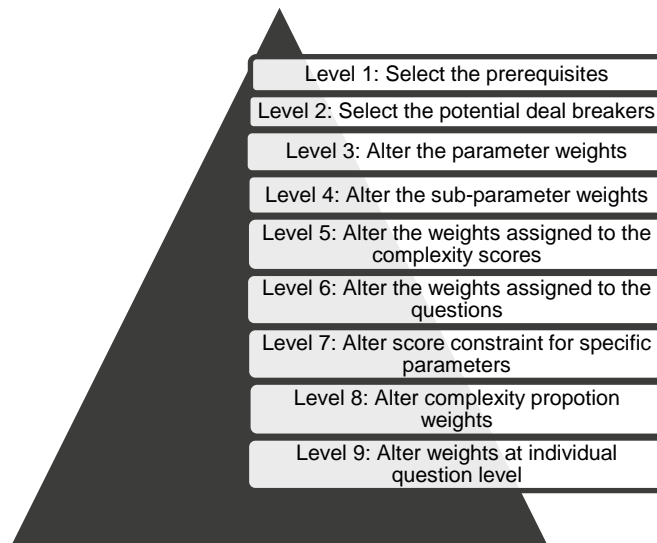 Level 1: Select the prerequisites
Level 2: Select the potential deal breakers
Level 3: Alter the parameter weights
Level 4: Alter the sub-parameter weights
Level 5: Alter the weights assigned to the
complexity scores
Level 6: Alter the weights assigned to the
questions
Level 7: Alter score constraint for specific
parameters
Level 8: Alter complexity propotion
weights
Level 9: Alter weights at individual
question level